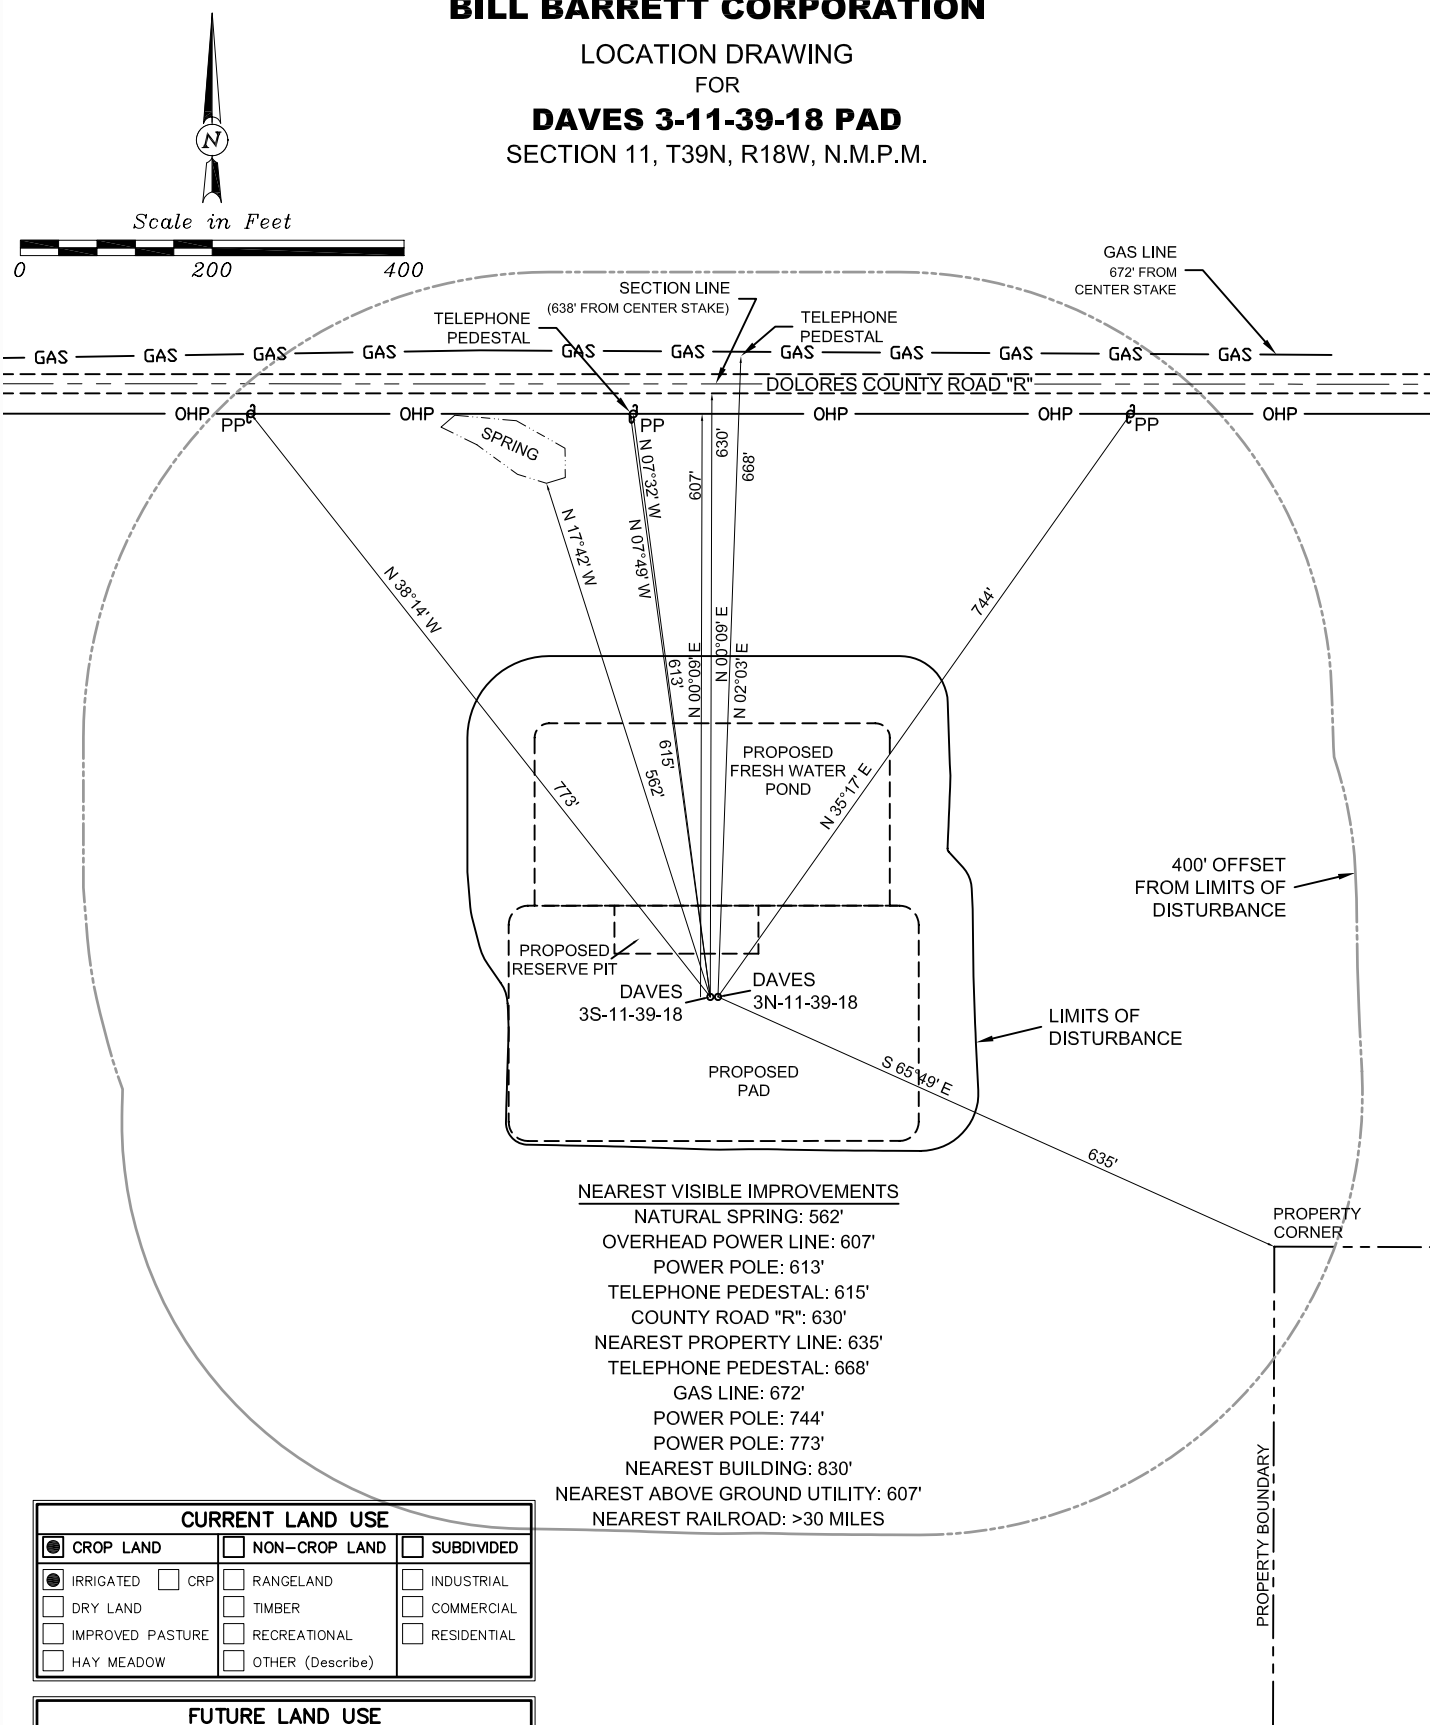 BILL BARRETT CORPORATION
LOCATION DRAWING
FOR
DAVES 3-11-39-18 PAD
SECTION 11, T39N, R18W, N.M.P.M.
N
Scale in Feet
0 200 400
GAS LINE
672' FROM
CENTER STAKE
SECTION LINE
(638' FROM CENTER STAKE)
TELEPHONE
PEDESTAL
TELEPHONE
PEDESTAL
GAS GAS GAS GAS GAS GAS GAS GAS GAS GAS GAS
DOLORES COUNTY ROAD "R"
OHP OHP OHP OHP OHP
PP PP PP
SPRING
N 38°14' W
773'
N 17°42' W
562'
N 07°32' W
613'
N 07°49' W
615'
607'
N 00°09' E
630'
N 00°09' E
668'
N 02°03' E
744'
N 35°17' E
PROPOSED
FRESH WATER
POND
400' OFFSET
FROM LIMITS OF
DISTURBANCE
PROPOSED
RESERVE PIT
DAVES
3S-11-39-18
DAVES
3N-11-39-18
LIMITS OF
DISTURBANCE
PROPOSED
PAD
S 65°49' E
635'
PROPERTY
CORNER
PROPERTY BOUNDARY
NEAREST VISIBLE IMPROVEMENTS
NATURAL SPRING: 562'
OVERHEAD POWER LINE: 607'
POWER POLE: 613'
TELEPHONE PEDESTAL: 615'
COUNTY ROAD "R": 630'
NEAREST PROPERTY LINE: 635'
TELEPHONE PEDESTAL: 668'
GAS LINE: 672'
POWER POLE: 744'
POWER POLE: 773'
NEAREST BUILDING: 830'
NEAREST ABOVE GROUND UTILITY: 607'
NEAREST RAILROAD: >30 MILES
CURRENT LAND USE
CROP LAND NON-CROP LAND SUBDIVIDED
IRRIGATED CRP RANGELAND INDUSTRIAL
DRY LAND TIMBER COMMERCIAL
IMPROVED PASTURE RECREATIONAL RESIDENTIAL
HAY MEADOW OTHER (Describe)
FUTURE LAND USE